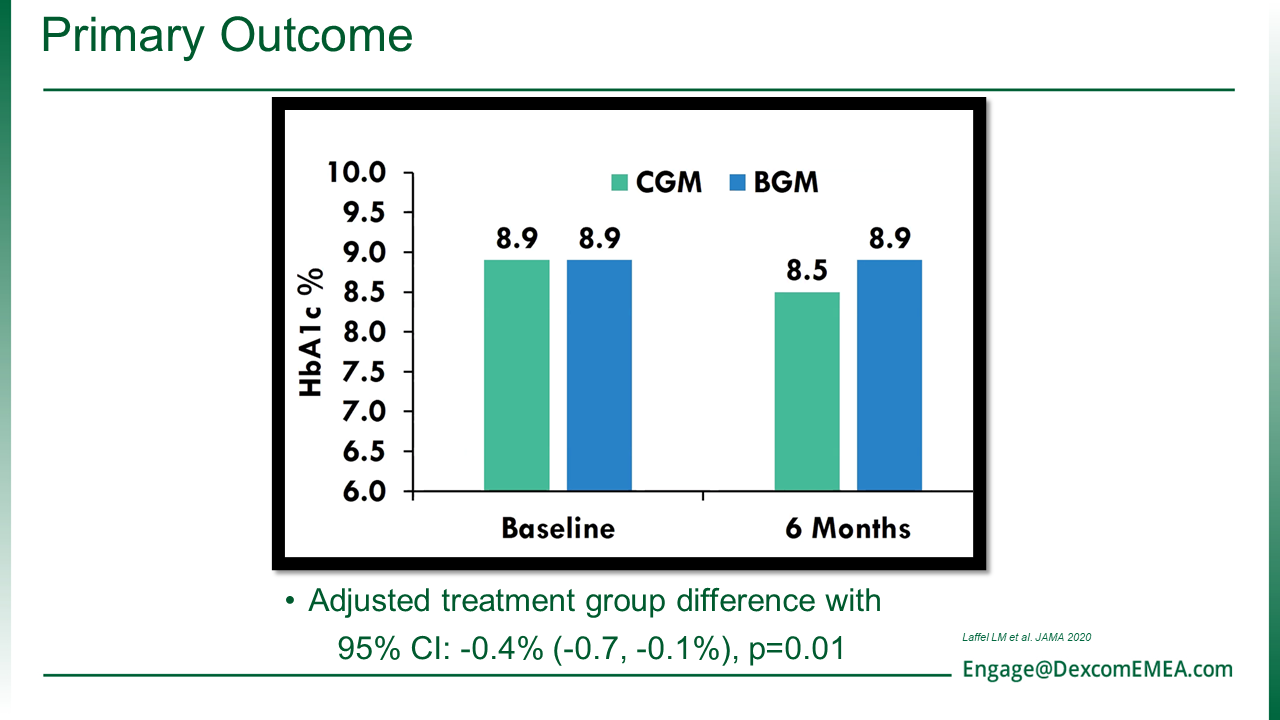 Primary Outcome
CGM BGM
10.0
9.5
9.0
8.5
8.0
7.5
7.0
6.5
6.0
HbA1c %
8.9 8.9
8.5
8.9
Baseline 6 Months
• Adjusted treatment group difference with
95% CI: -0.4% (-0.7, -0.1%), p=0.01
Laffel LM et al. JAMA 2020
Engage@DexcomEMEA.com